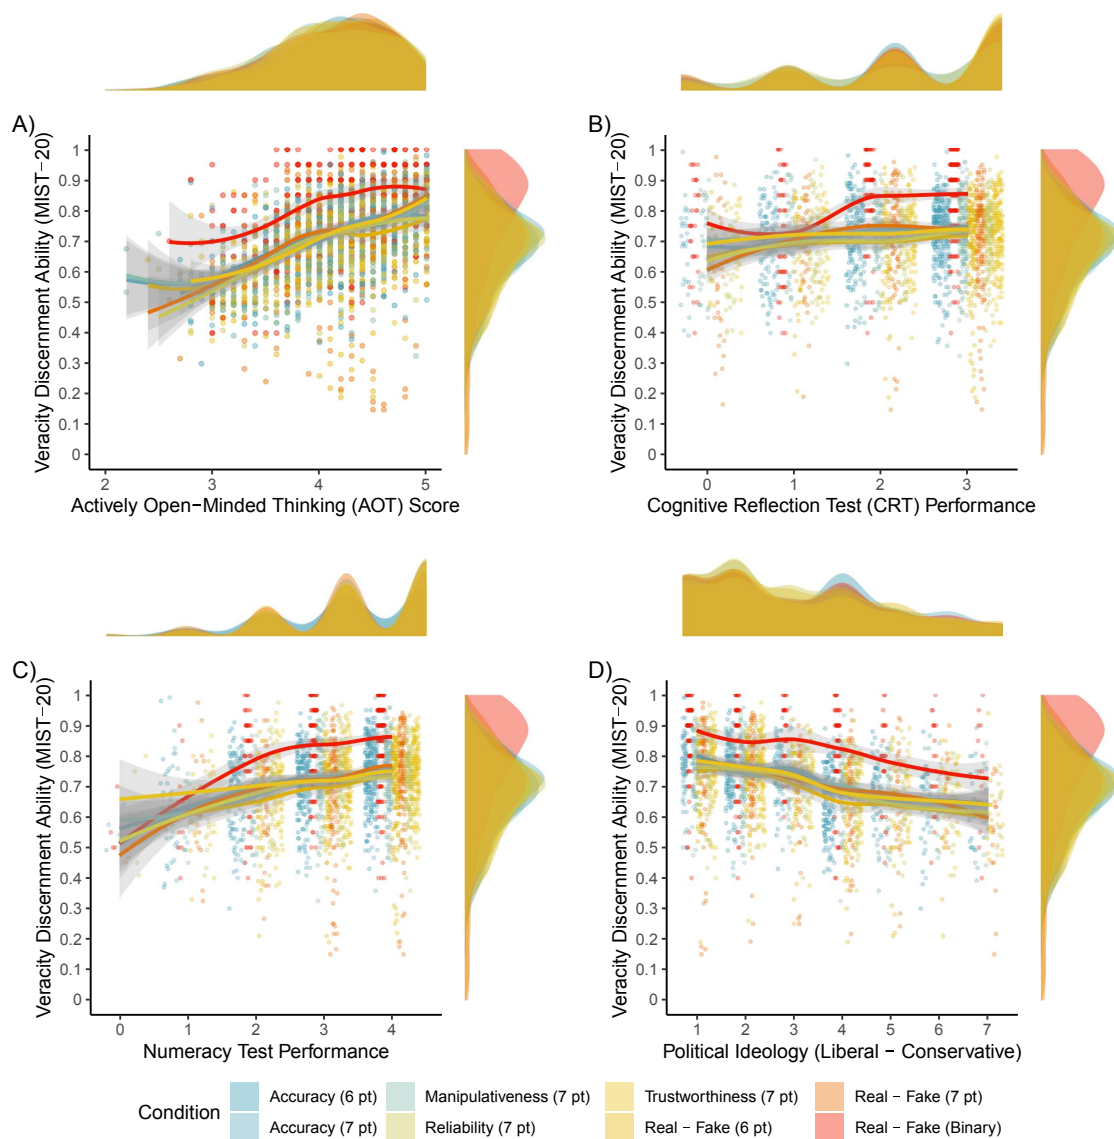 A)
Veracity Discernment Ability (MIST−20)
1
0.9
0.8
0.7
0.6
0.5
0.4
0.3
0.2
0.1
0
2 3 4 5
Actively Open−Minded Thinking (AOT) Score
B)
Veracity Discernment Ability (MIST−20)
1
0.9
0.8
0.7
0.6
0.5
0.4
0.3
0.2
0.1
0
0 1 2 3
Cognitive Reflection Test (CRT) Performance
C)
Veracity Discernment Ability (MIST−20)
1
0.9
0.8
0.7
0.6
0.5
0.4
0.3
0.2
0.1
0
0 1 2 3 4
Numeracy Test Performance
D)
Veracity Discernment Ability (MIST−20)
1
0.9
0.8
0.7
0.6
0.5
0.4
0.3
0.2
0.1
0
1 2 3 4 5 6 7
Political Ideology (Liberal − Conservative)
Condition
Accuracy (6 pt)
Accuracy (7 pt)
Manipulativeness (7 pt)
Reliability (7 pt)
Trustworthiness (7 pt)
Real − Fake (6 pt)
Real − Fake (7 pt)
Real − Fake (Binary)